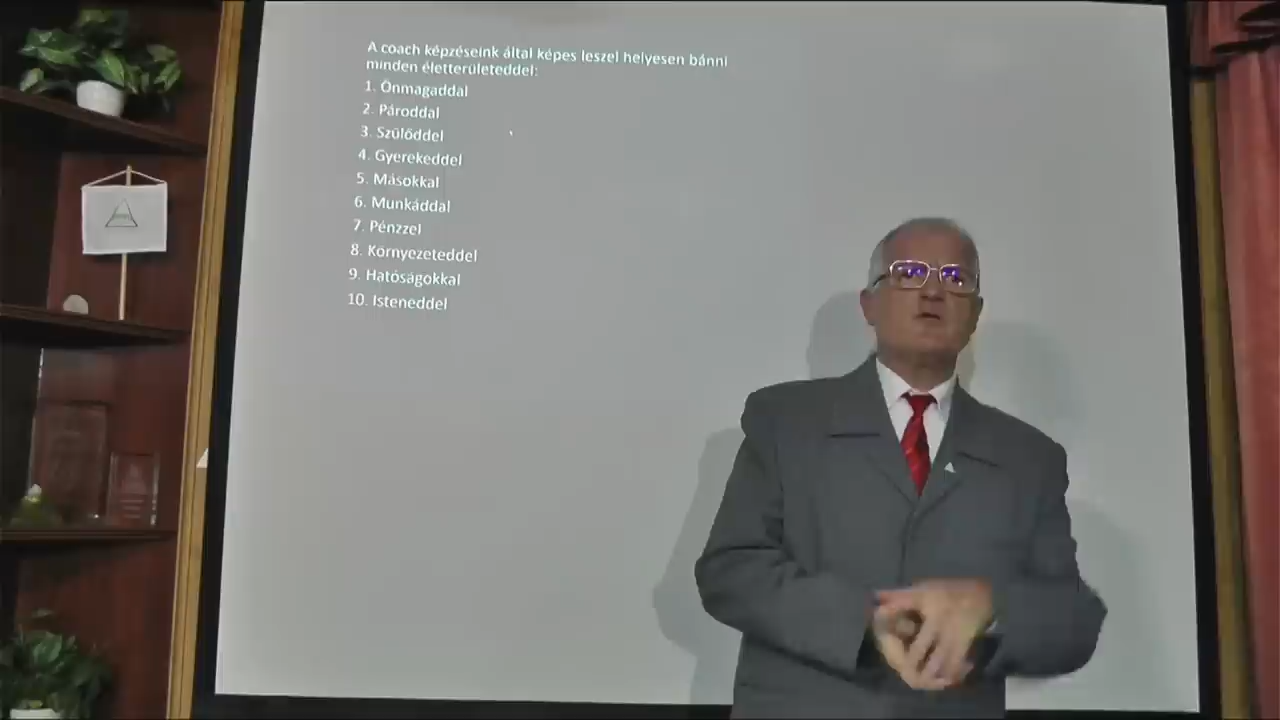 A coach képzéseink által képes leszel helyesen bánni
minden életterületeddel:
1. Önmagaddal
2. Pároddal
3. Szülőddel
4. Gyerekeddel
5. Másokkal
6. Munkáddal
7. Pénzzel
8. Környezeteddel
9. Hatóságokkal
10. Isteneddel